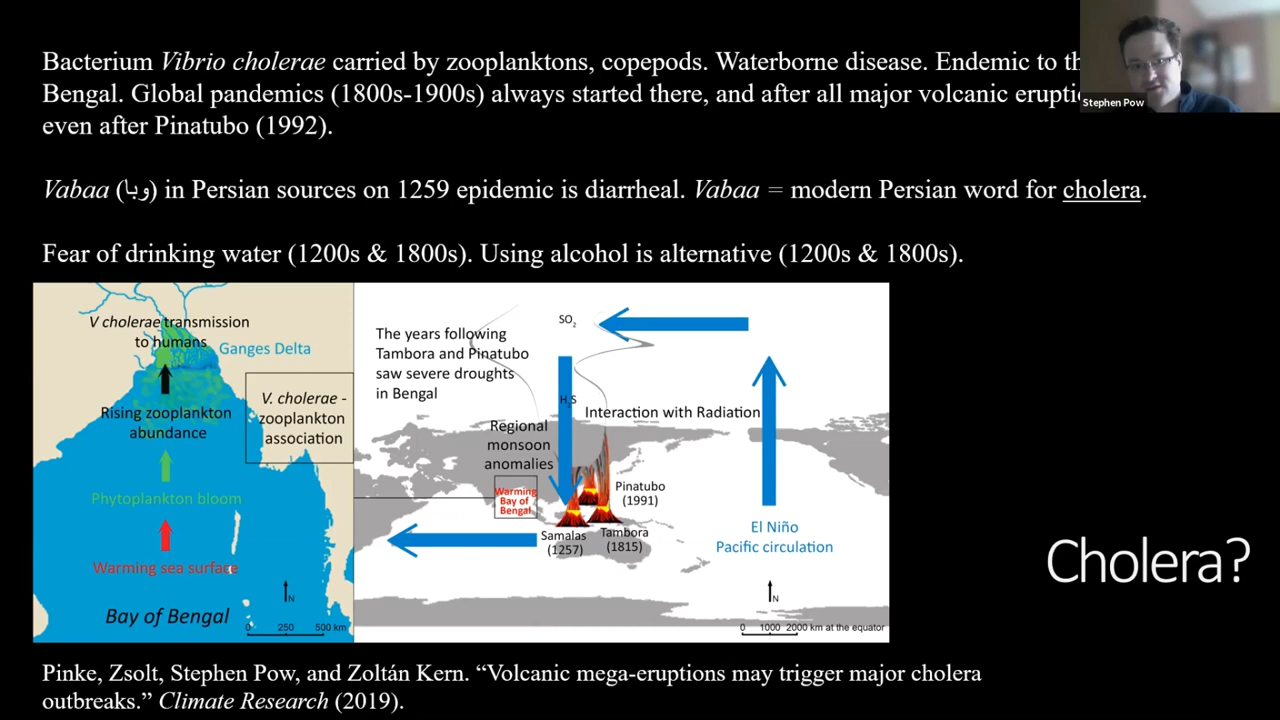 Bacterium Vibrio cholerae carried by zooplanktons, copepods. Waterborne disease. Endemic to
Bengal. Global pandemics (1800s-1900s) always started there, and after all major volcanic
even after Pinatubo (1992).
Stephen Pow
Vabaa (وبا) in Persian sources on 1259 epidemic is diarrheal. Vabaa = modern Persian word for cholera.
Fear of drinking water (1200s & 1800s). Using alcohol is alternative (1200s & 1800s).
V cholerae transmission
to humans
Ganges Delta
Rising zooplankton
abundance
V. cholerae -
zooplankton
association
Phytoplankton bloom
Warming sea surface
Bay of Bengal
N
0 250 500 km
The years following
Tambora and Pinatubo
saw severe droughts
in Bengal
SO2
H2S
Interaction with Radiation
Regional
monsoon
anomalies
Warming
Bay of
Bengal
Pinatubo
(1991)
Samalas
(1257)
Tambora
(1815)
El Niño
Pacific circulation
N
0 1000 2000 km at the equator
Cholera?
Pinke, Zsolt, Stephen Pow, and Zoltán Kern. “Volcanic mega-eruptions may trigger major cholera
outbreaks.” Climate Research (2019).